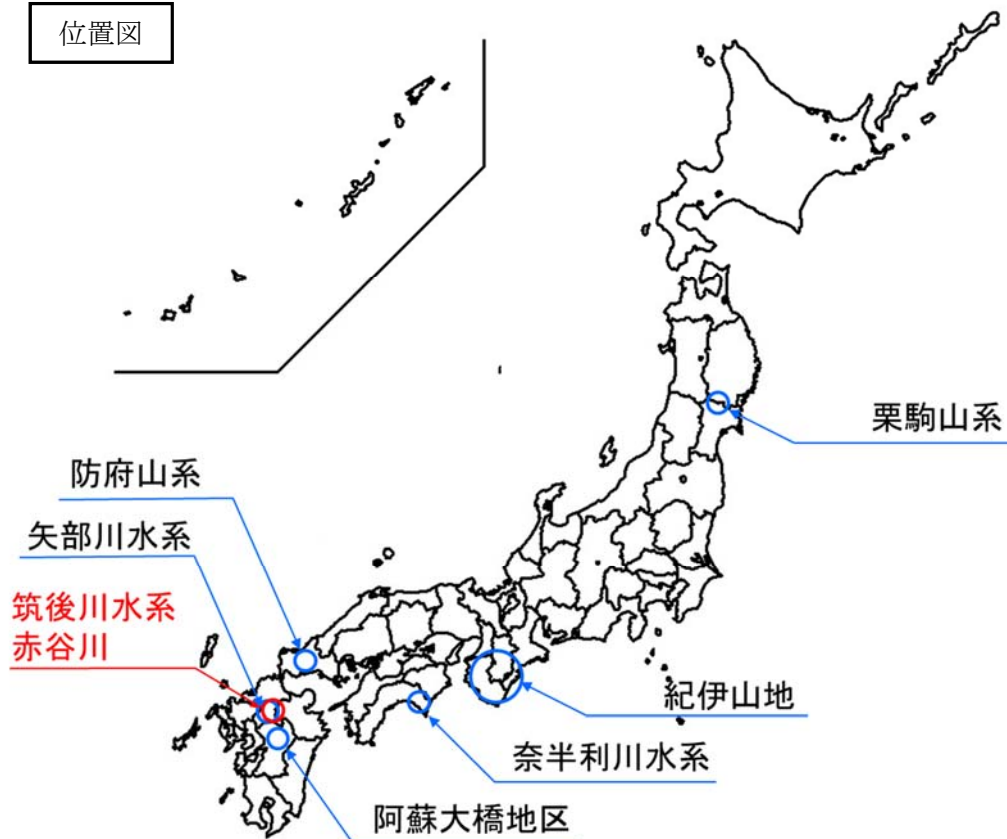 位置図
栗駒山系
防府山系
矢部川水系
筑後川水系
赤谷川
紀伊山地
奈半利川水系
阿蘇大橋地区